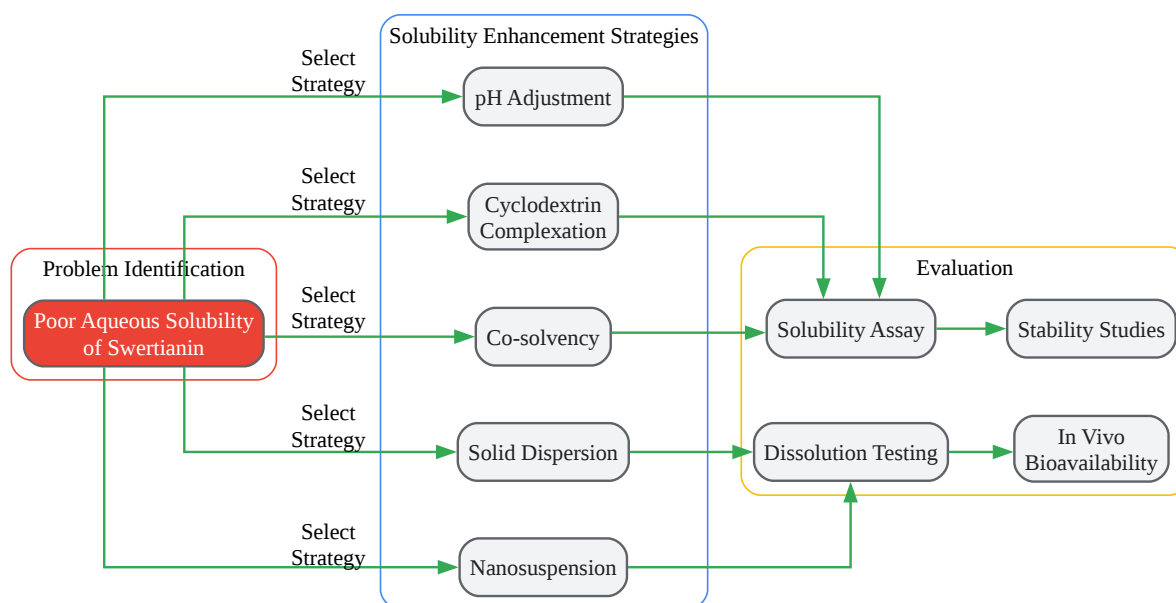 Solubility Enhancement Strategies
Select
Strategy
pH Adjustment
Select
Strategy
Cyclodextrin
Complexation
Problem Identification
Evaluation
Poor Aqueous Solubility
of Swertianin
Select
Strategy
Co-solvency
Solubility Assay
Stability Studies
Select
Strategy
Solid Dispersion
Dissolution Testing
In Vivo
Bioavailability
Select
Strategy
Nanosuspension